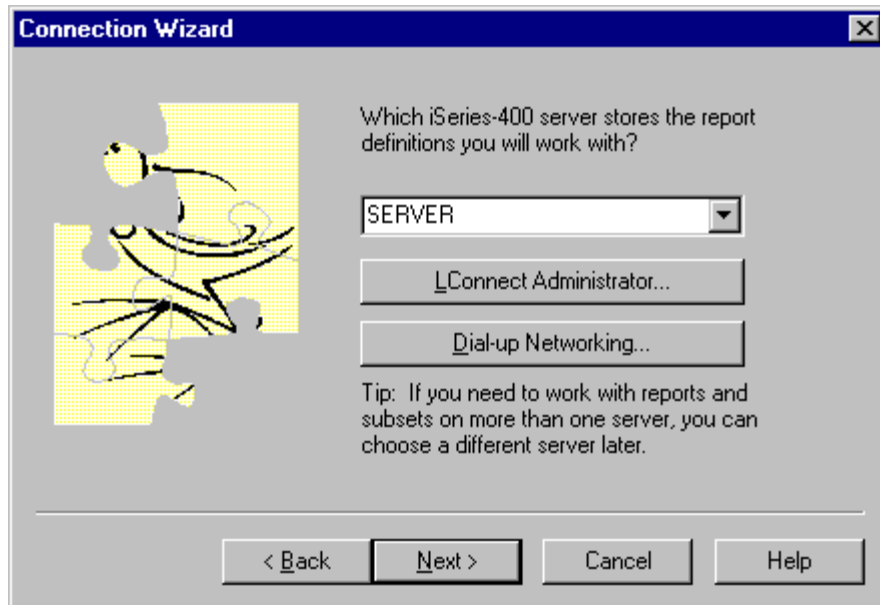 Connection Wizard
Which iSeries-400 server stores the report
definitions you will work with?
SERVER
LConnect Administrator...
Dial-up Networking...
Tip:  If you need to work with reports and
subsets on more than one server, you can
choose a different server later.
< Back
Next >
Cancel
Help